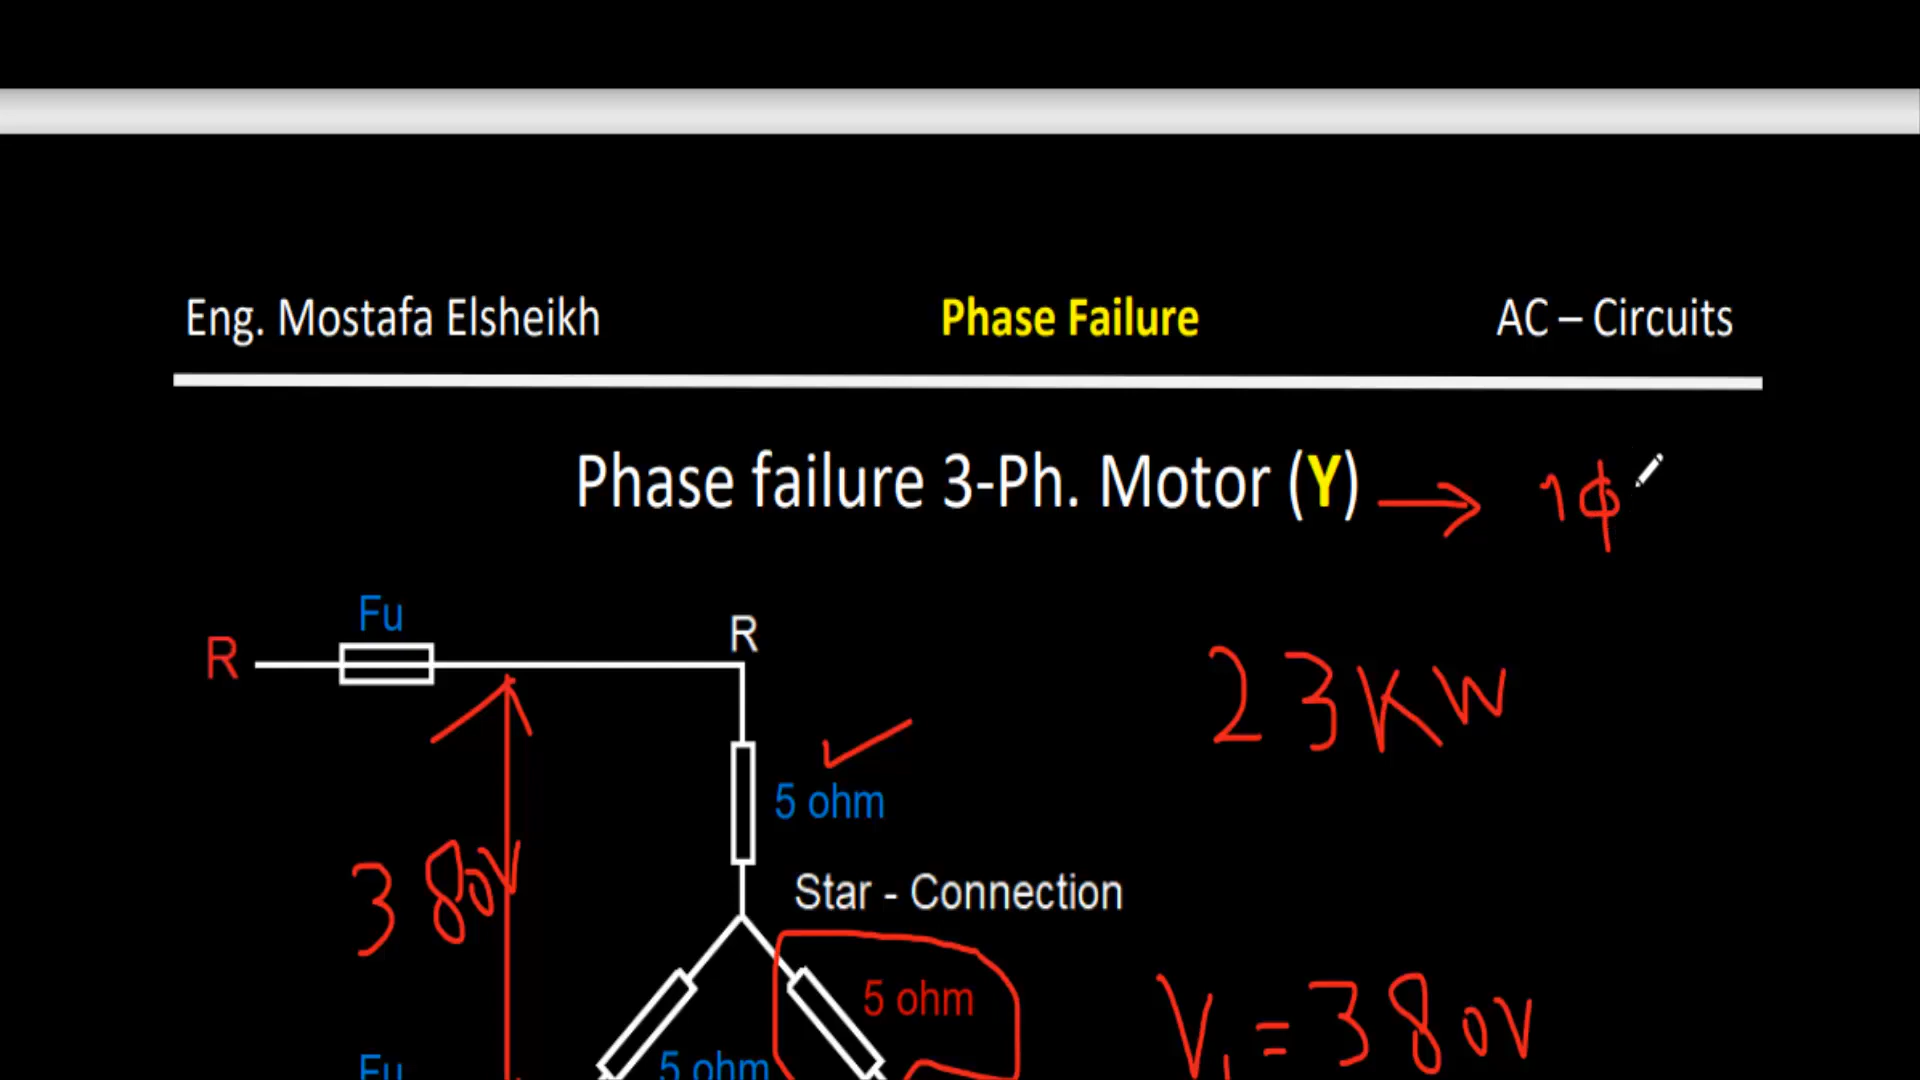 Eng. Mostafa Elsheikh Phase Failure AC – Circuits
Phase failure 3-Ph. Motor (Y) → 1ϕ
Fu
R
R
23KW
5 ohm
380V
Star - Connection
5 ohm
V₁ = 380V
Fu
5 ohm